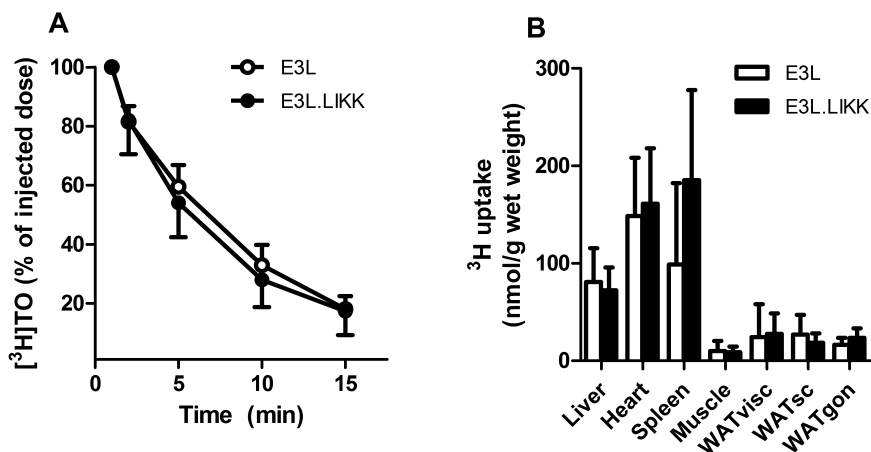 A
[³H]TO (% of injected dose)
100
80
60
40
20
0
5
10
15
Time (min)
E3L
E3L.LIKK
B
³H uptake
(nmol/g wet weight)
300
200
100
0
E3L
E3L.LIKK
Liver
Heart
Spleen
Muscle
WATvisc
WATsc
WATgon